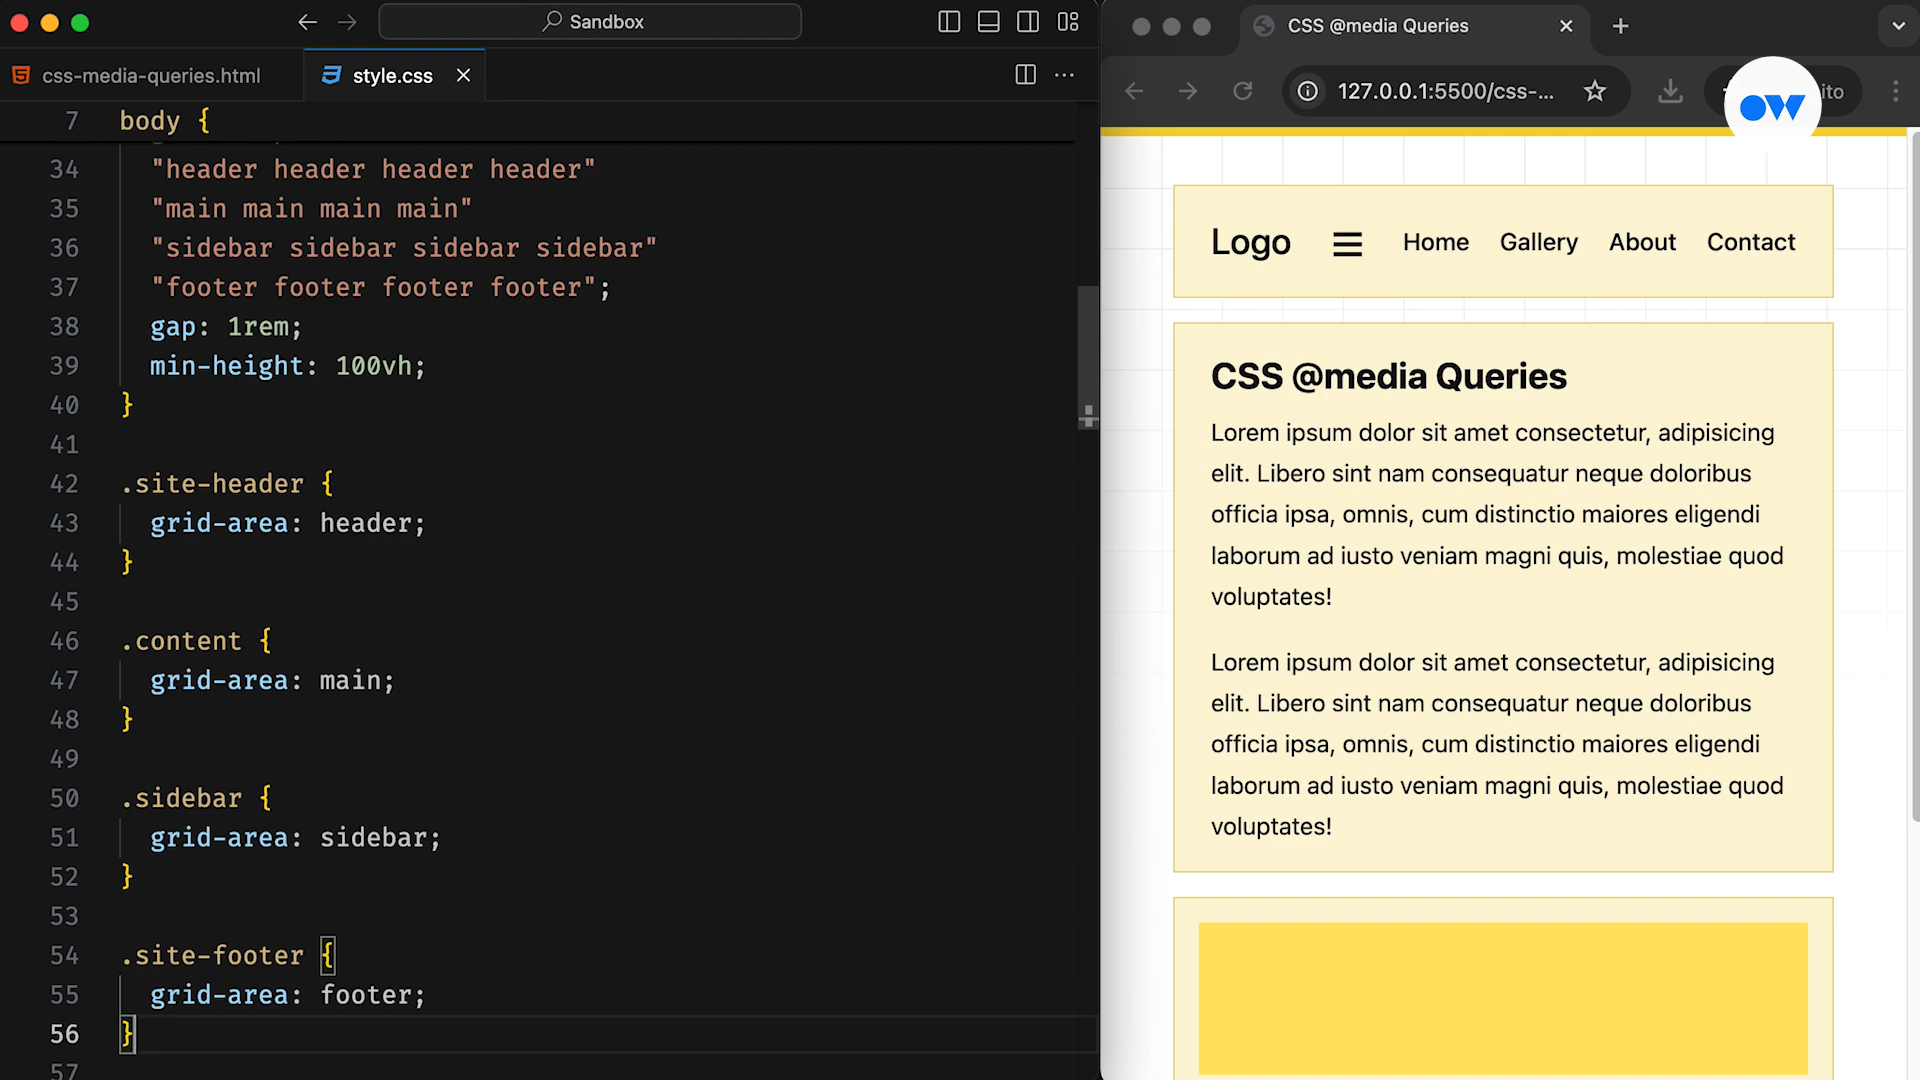 Sandbox
css-media-queries.html
style.css
7 body {
34 "header header header header"
35 "main main main main"
36 "sidebar sidebar sidebar sidebar"
37 "footer footer footer footer";
38 gap: 1rem;
39 min-height: 100vh;
40 }
41
42 .site-header {
43 grid-area: header;
44 }
45
46 .content {
47 grid-area: main;
48 }
49
50 .sidebar {
51 grid-area: sidebar;
52 }
53
54 .site-footer {
55 grid-area: footer;
56 }
57
CSS @media Queries
127.0.0.1:5500/css-...
ito
OW
Logo Home Gallery About Contact
CSS @media Queries
Lorem ipsum dolor sit amet consectetur, adipisicing
elit. Libero sint nam consequatur neque doloribus
officia ipsa, omnis, cum distinctio maiores eligendi
laborum ad iusto veniam magni quis, molestiae quod
voluptates!
Lorem ipsum dolor sit amet consectetur, adipisicing
elit. Libero sint nam consequatur neque doloribus
officia ipsa, omnis, cum distinctio maiores eligendi
laborum ad iusto veniam magni quis, molestiae quod
voluptates!